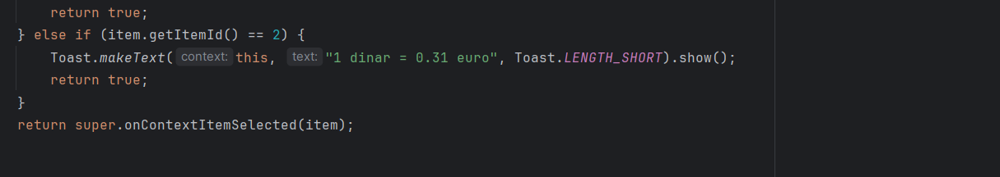 return true;
} else if (item.getItemId() == 2) {
Toast.makeText( context: this, text: "1 dinar = 0.31 euro", Toast.LENGTH_SHORT).show();
return true;
}
return super.onContextItemSelected(item);